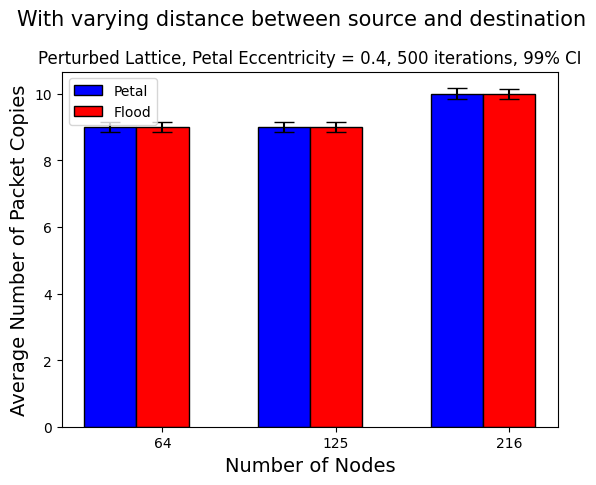 With varying distance between source and destination
Perturbed Lattice, Petal Eccentricity = 0.4, 500 iterations, 99% CI
Petal
Flood
Average Number of Packet Copies
10
8
6
4
2
0
64 125 216
Number of Nodes